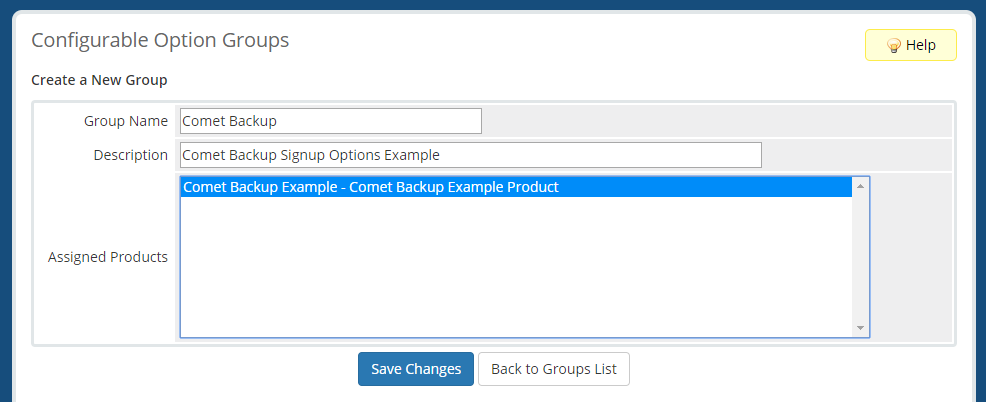 Configurable Option Groups
Help
Create a New Group
Group Name Comet Backup
Description Comet Backup Signup Options Example
Comet Backup Example - Comet Backup Example Product
Assigned Products
Save Changes Back to Groups List